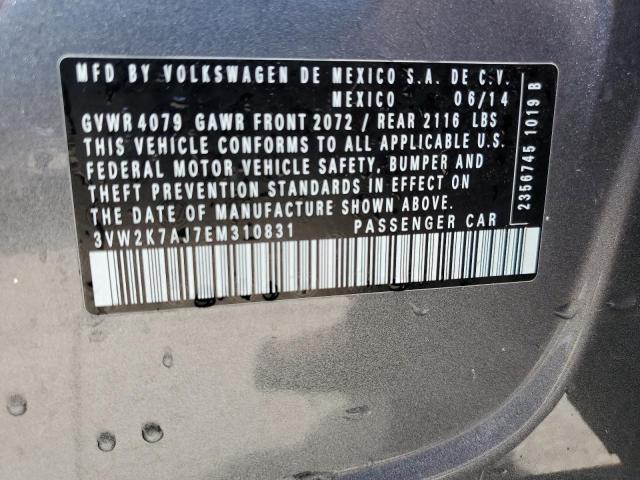 MFD BY VOLKSWAGEN DE MEXICO S.A. DE C.V.
MEXICO 06/14
GVWR 4079 GAWR FRONT 2072 / REAR 2116 LBS
THIS VEHICLE CONFORMS TO ALL APPLICABLE U.S.
FEDERAL MOTOR VEHICLE SAFETY, BUMPER AND
THEFT PREVENTION STANDARDS IN EFFECT ON
THE DATE OF MANUFACTURE SHOWN ABOVE.
3VW2K7AJ7EM310831 PASSENGER CAR
2356745 1019 B